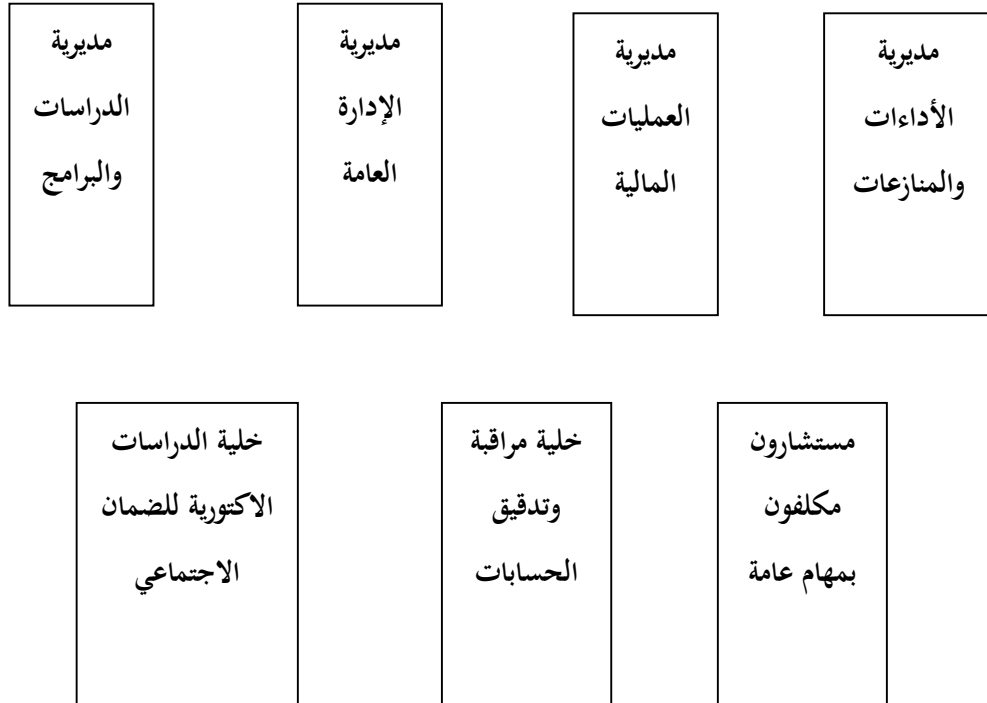 مديرية
الأداءات
والمنازعات
مديرية
العمليات
المالية
مديرية
الإدارة
العامة
مديرية
الدراسات
والبرامج
مستشارون
مكلفون
بمهام عامة
خلية مراقبة
وتدقيق
الحسابات
خلية الدراسات
الاكتورية للضمان
الاجتماعي